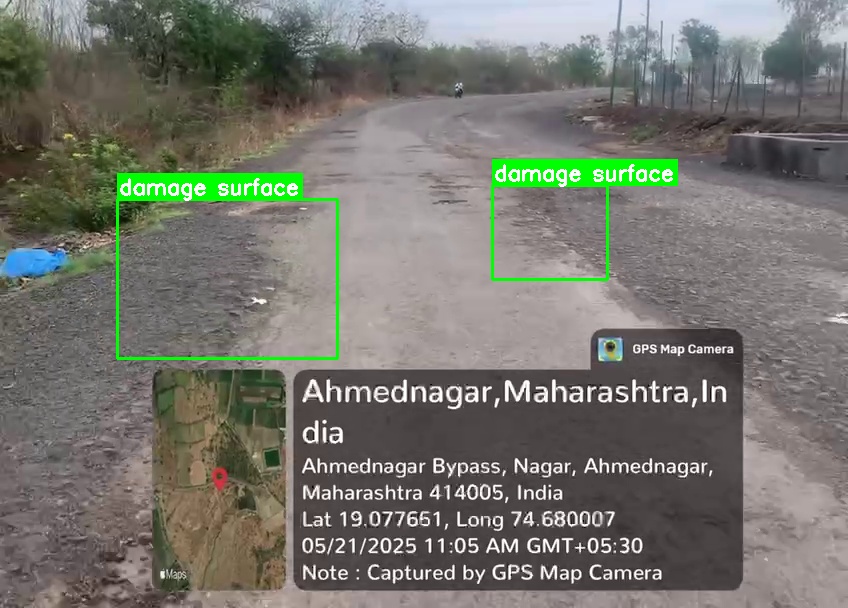 damage surface
damage surface
GPS Map Camera
Ahmednagar,Maharashtra,In
dia
Ahmednagar Bypass, Nagar, Ahmednagar,
Maharashtra 414005, India
Lat 19.077661, Long 74.680007
05/21/2025 11:05 AM GMT+05:30
Note : Captured by GPS Map Camera
Maps